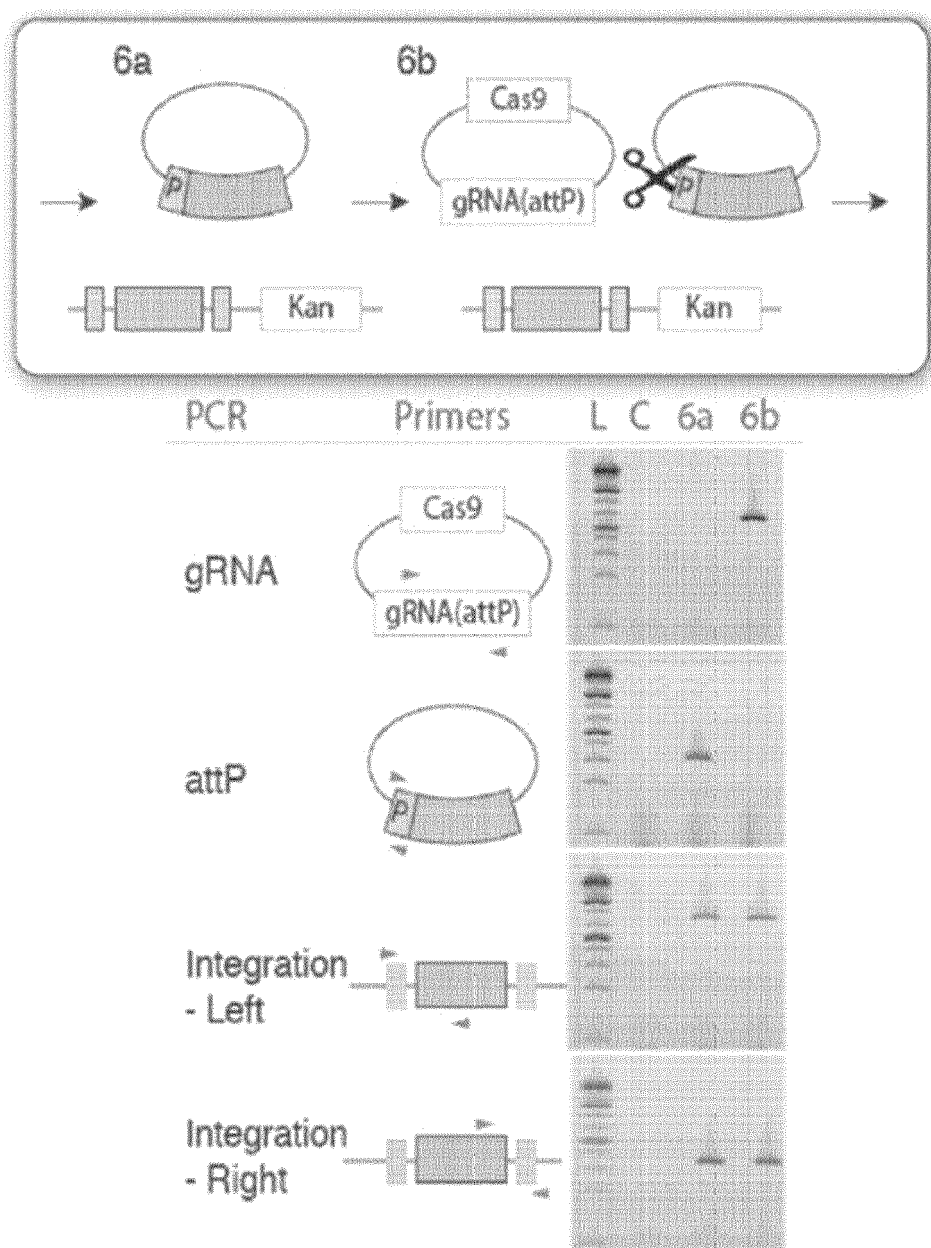 6a 6b
Cas9
P gRNA(attP) P
Kan Kan
PCR Primers L C 6a 6b
Cas9
gRNA
gRNA(attP)
attP
P
Integration
- Left
Integration
- Right